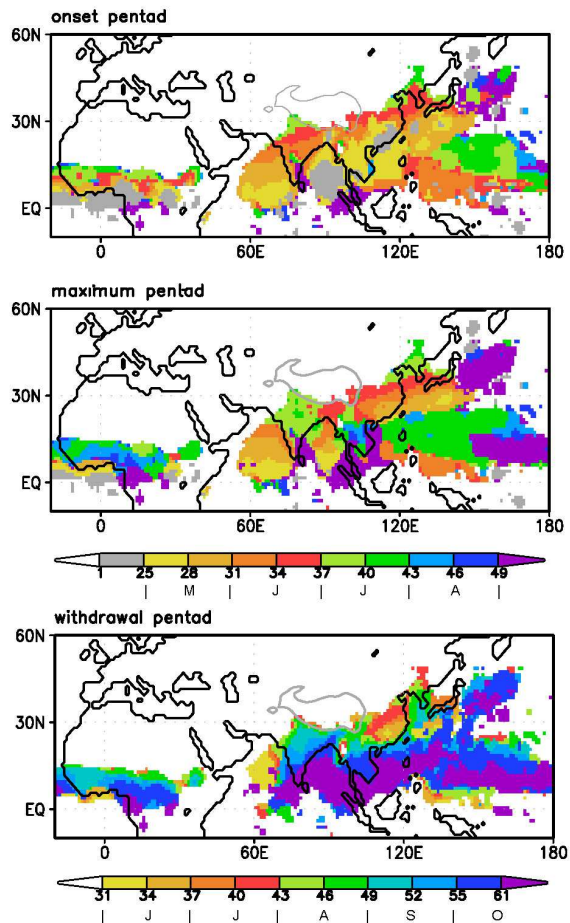 onset pentad
60N
30N
EQ
0 60E 120E 180
maximum pentad
60N
30N
EQ
0 60E 120E 180
1 25 28 31 34 37 40 43 46 49
| M | J | J | A |
withdrawal pentad
60N
30N
EQ
0 60E 120E 180
31 34 37 40 43 46 49 52 55 61
| J | J | A | S | O